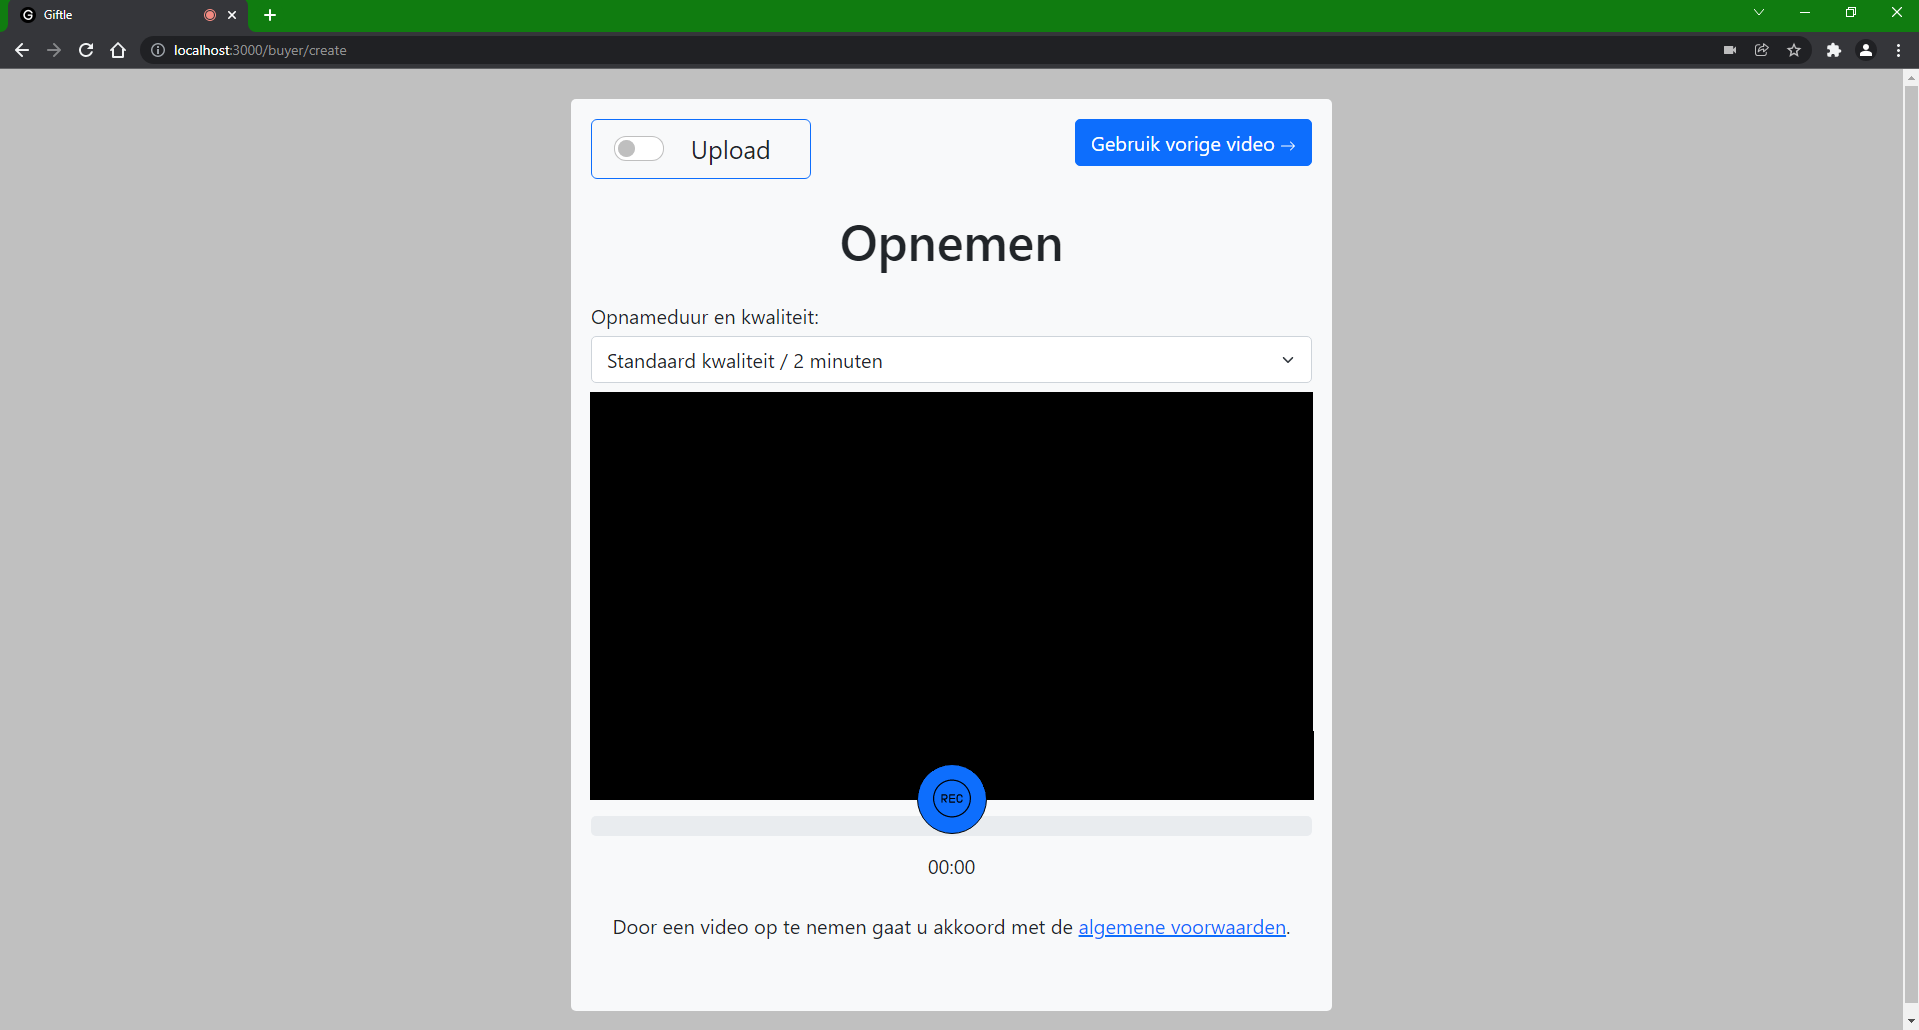 Giftle
localhost:3000/buyer/create
Upload
Gebruik vorige video →
Opnemen
Opnameduur en kwaliteit:
Standaard kwaliteit / 2 minuten
REC
00:00
Door een video op te nemen gaat u akkoord met de algemene voorwaarden.